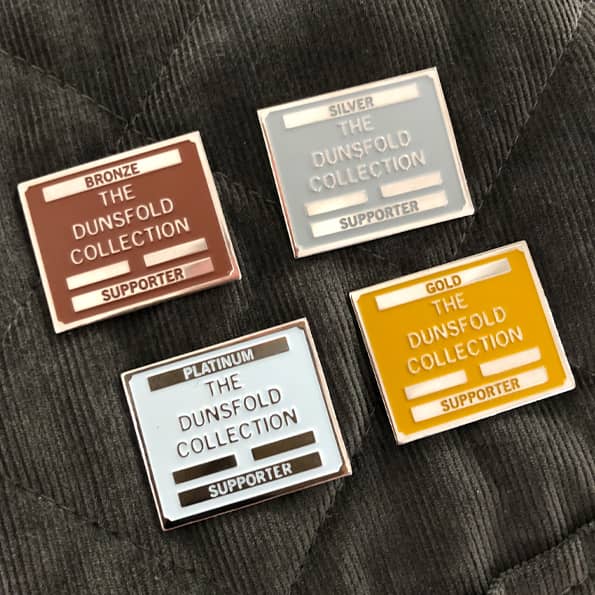 BRONZE
THE
DUNSFOLD
COLLECTION
SUPPORTER
SILVER
THE
DUNSFOLD
COLLECTION
SUPPORTER
PLATINUM
THE
DUNSFOLD
COLLECTION
SUPPORTER
GOLD
THE
DUNSFOLD
COLLECTION
SUPPORTER